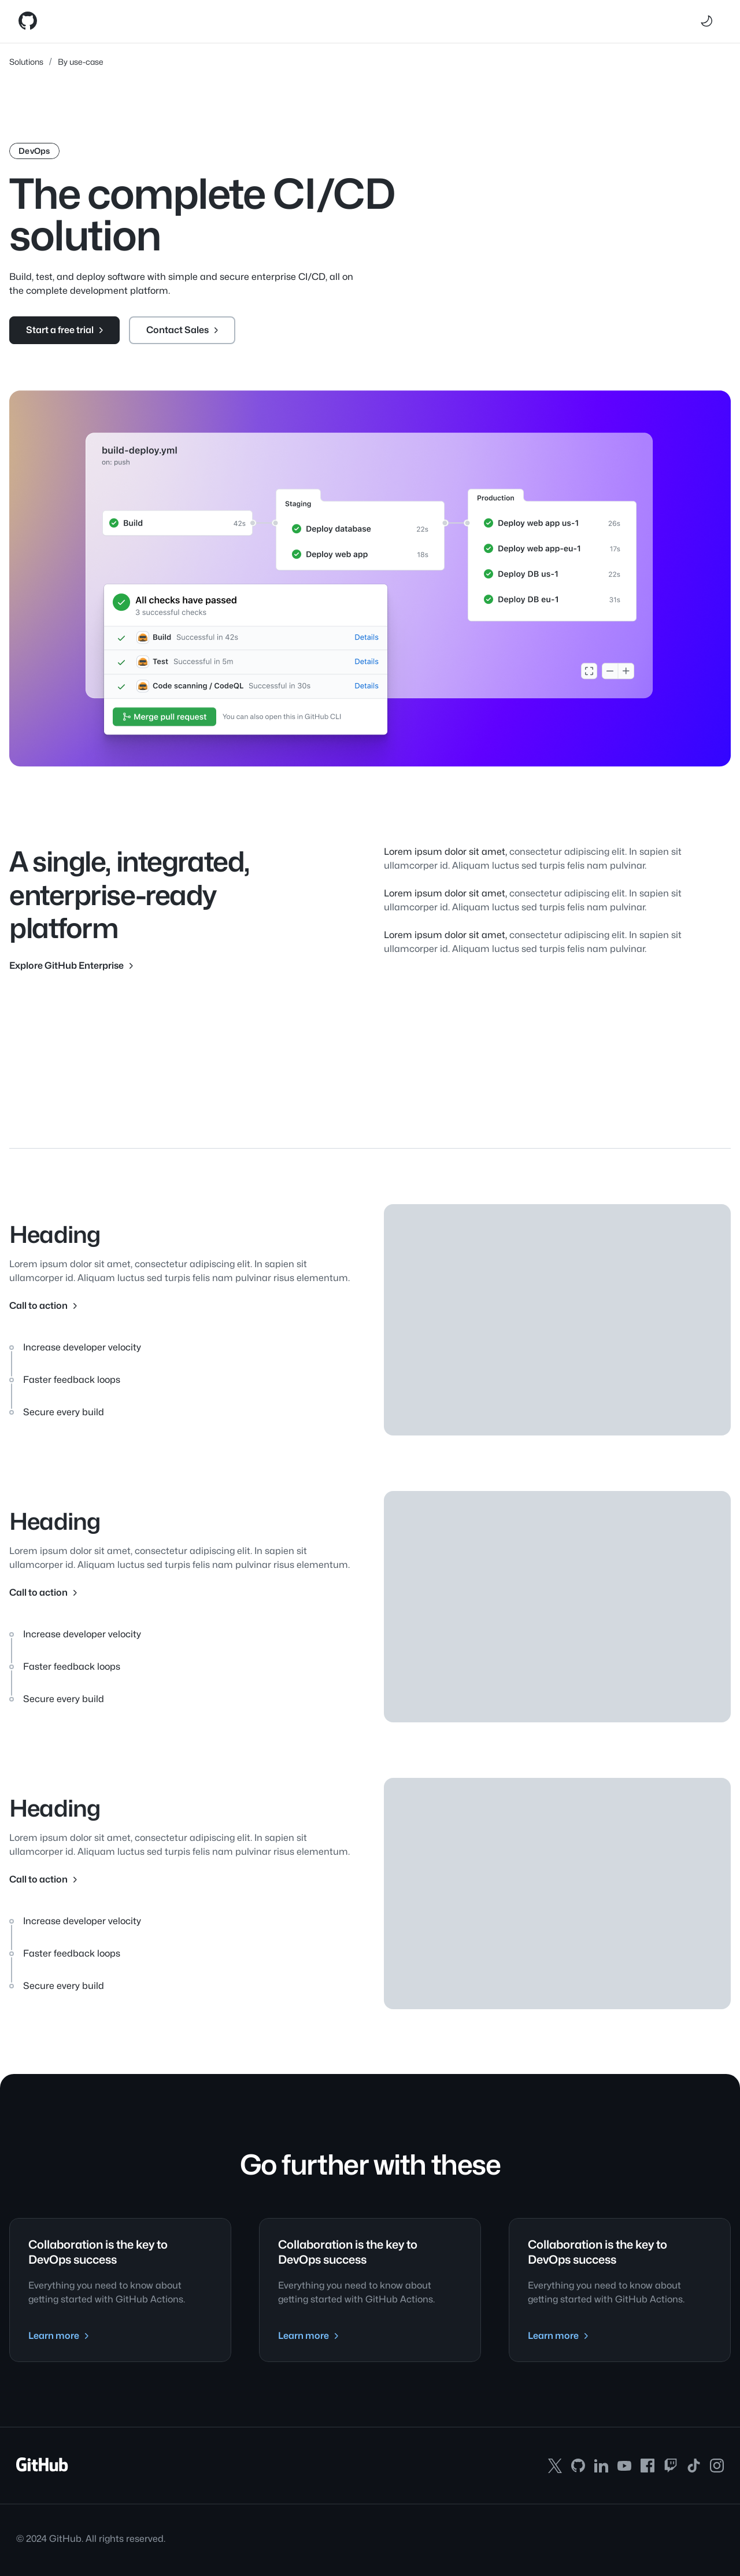 Solutions / By use-case
DevOps
The complete CI/CD
solution
Build, test, and deploy software with simple and secure enterprise CI/CD, all on
the complete development platform.
Start a free trial
Contact Sales
build-deploy.yml
on: push
Build 42s
Staging
Deploy database 22s
Deploy web app 18s
Production
Deploy web app us-1 26s
Deploy web app-eu-1 17s
Deploy DB us-1 22s
Deploy DB eu-1 31s
All checks have passed
3 successful checks
Build Successful in 42s Details
Test Successful in 5m Details
Code scanning / CodeQL Successful in 30s Details
Merge pull request You can also open this in GitHub CLI
A single, integrated,
enterprise-ready
platform
Explore GitHub Enterprise
Lorem ipsum dolor sit amet, consectetur adipiscing elit. In sapien sit
ullamcorper id. Aliquam luctus sed turpis felis nam pulvinar.
Lorem ipsum dolor sit amet, consectetur adipiscing elit. In sapien sit
ullamcorper id. Aliquam luctus sed turpis felis nam pulvinar.
Lorem ipsum dolor sit amet, consectetur adipiscing elit. In sapien sit
ullamcorper id. Aliquam luctus sed turpis felis nam pulvinar.
Heading
Lorem ipsum dolor sit amet, consectetur adipiscing elit. In sapien sit
ullamcorper id. Aliquam luctus sed turpis felis nam pulvinar risus elementum.
Call to action
Increase developer velocity
Faster feedback loops
Secure every build
Heading
Lorem ipsum dolor sit amet, consectetur adipiscing elit. In sapien sit
ullamcorper id. Aliquam luctus sed turpis felis nam pulvinar risus elementum.
Call to action
Increase developer velocity
Faster feedback loops
Secure every build
Heading
Lorem ipsum dolor sit amet, consectetur adipiscing elit. In sapien sit
ullamcorper id. Aliquam luctus sed turpis felis nam pulvinar risus elementum.
Call to action
Increase developer velocity
Faster feedback loops
Secure every build
Go further with these
Collaboration is the key to
DevOps success
Everything you need to know about
getting started with GitHub Actions.
Learn more
Collaboration is the key to
DevOps success
Everything you need to know about
getting started with GitHub Actions.
Learn more
Collaboration is the key to
DevOps success
Everything you need to know about
getting started with GitHub Actions.
Learn more
GitHub
© 2024 GitHub. All rights reserved.